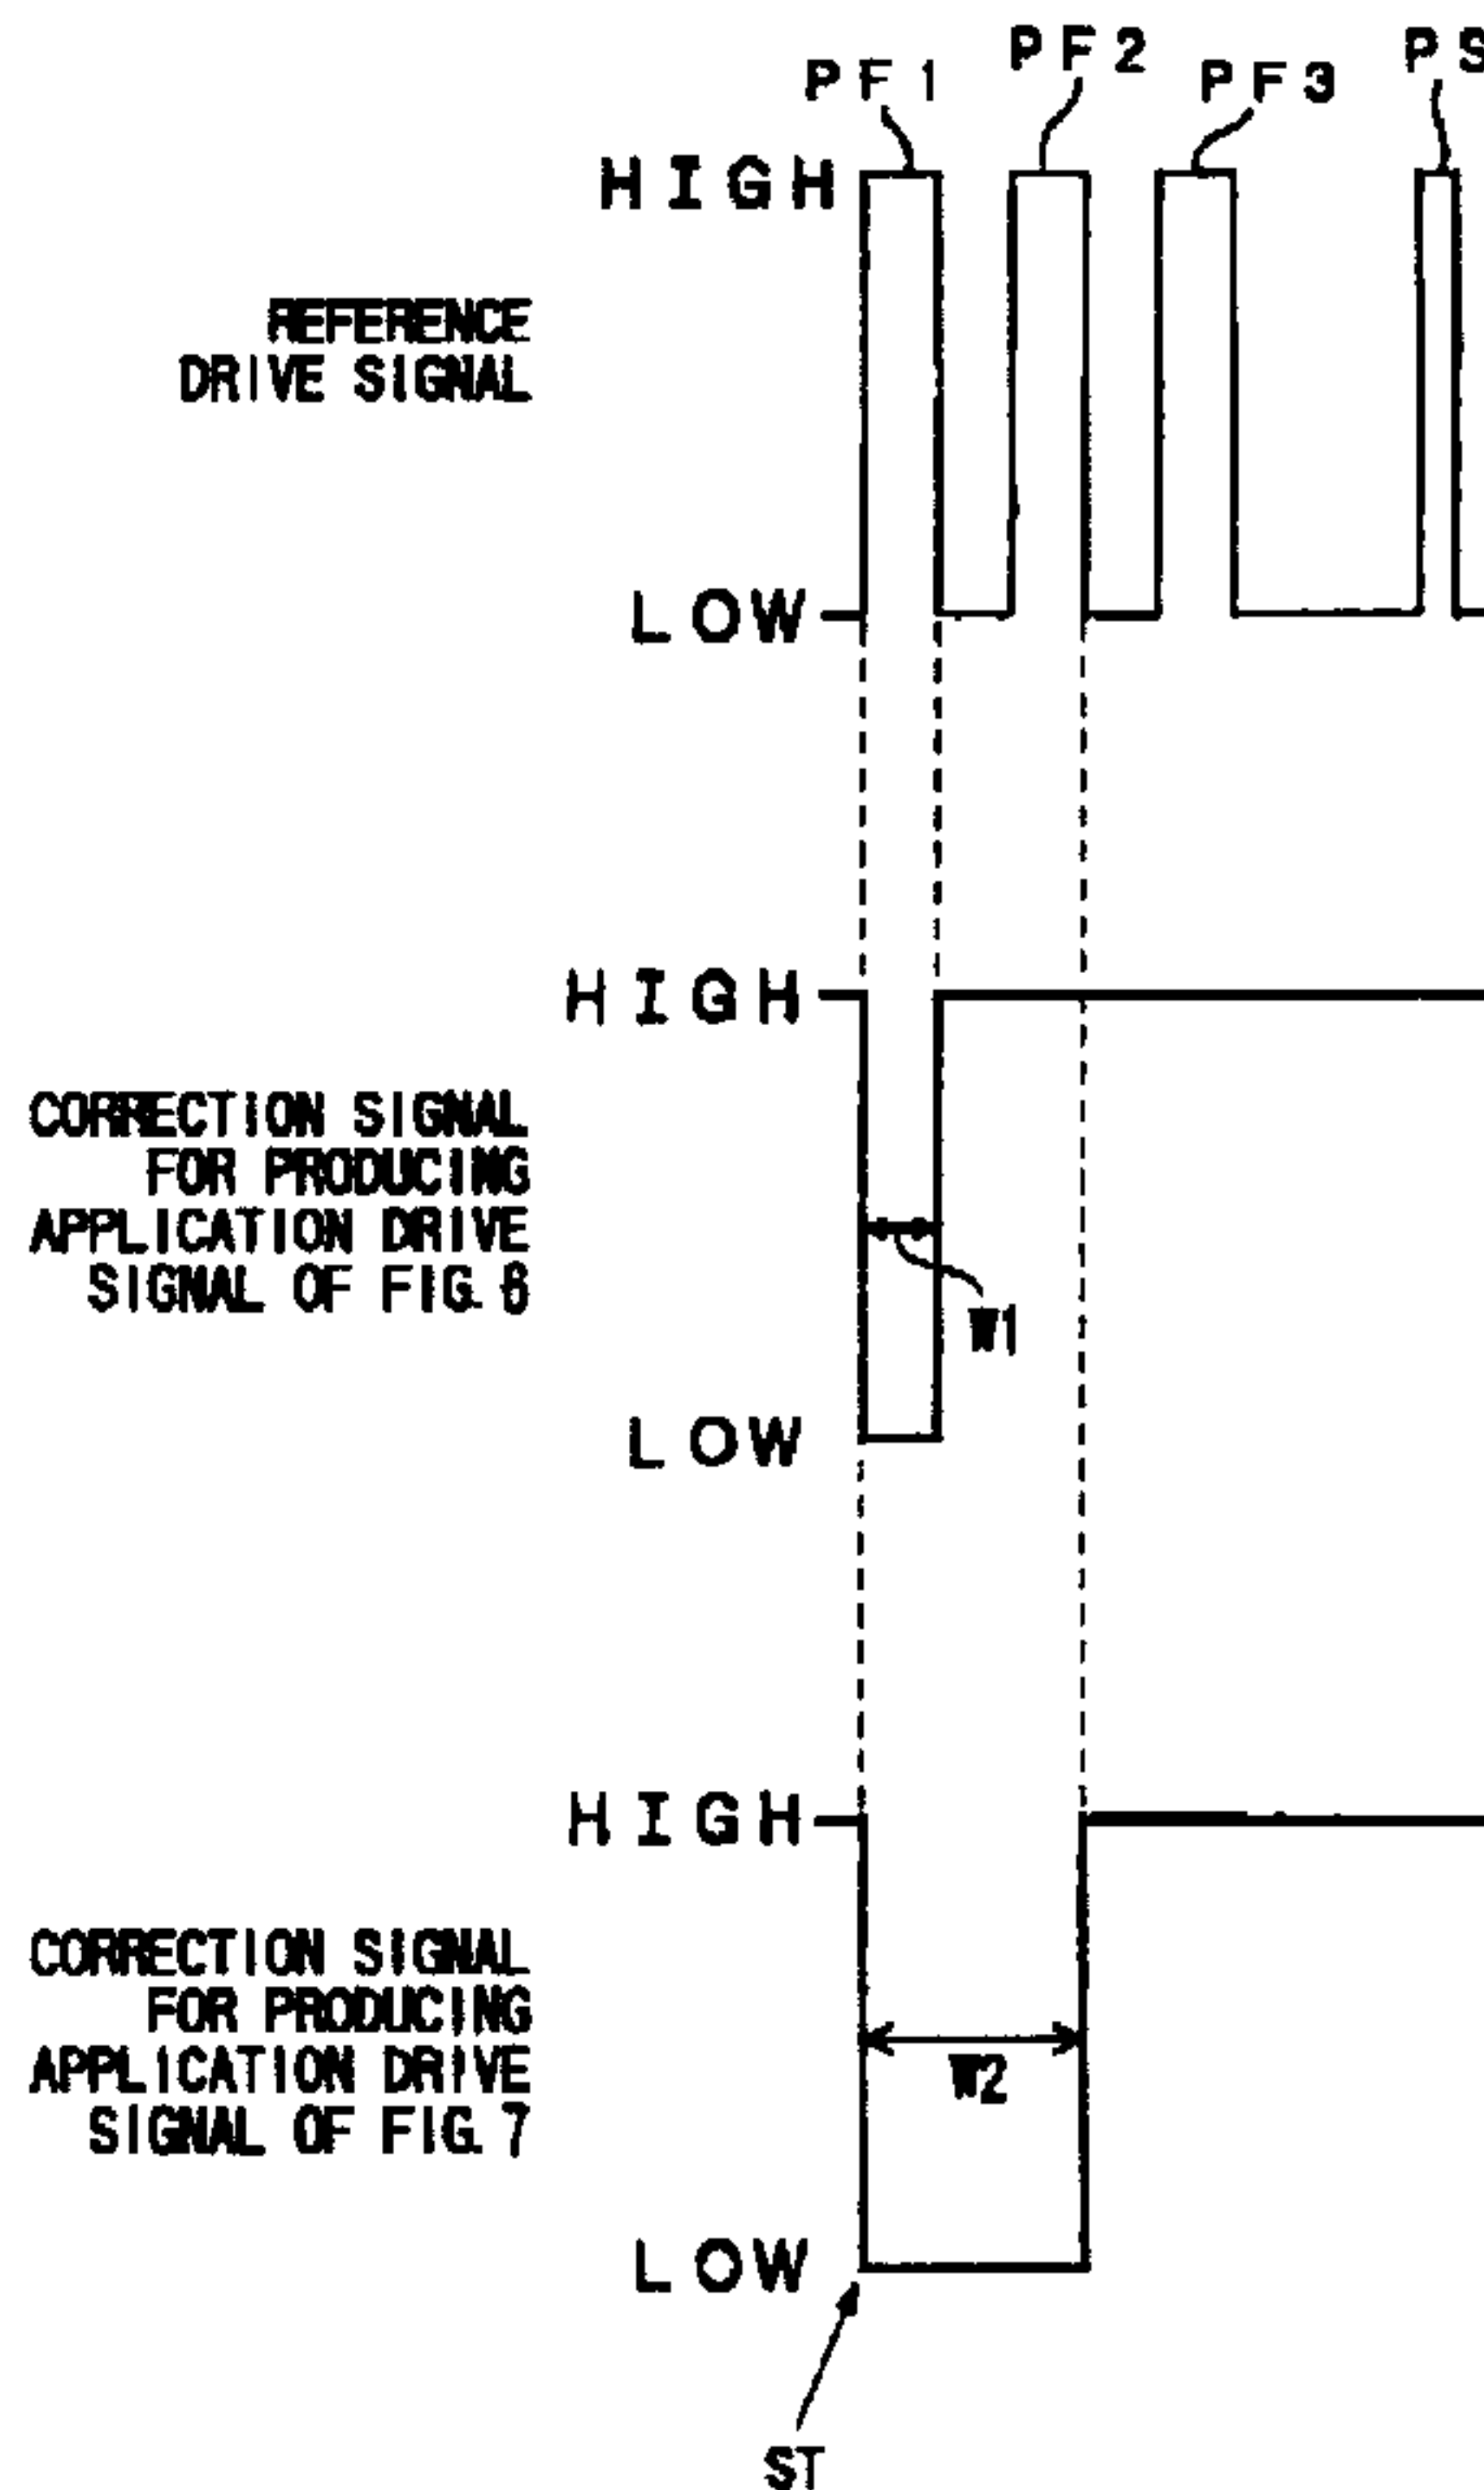 PF1 PF2 PF3 PS
HIGH
REFERENCE
DRIVE SIGNAL
LOW
HIGH
CORRECTION SIGNAL
FOR PRODUCING
APPLICATION DRIVE
SIGNAL OF FIG.6
W1
LOW
HIGH
CORRECTION SIGNAL
FOR PRODUCING
APPLICATION DRIVE
SIGNAL OF FIG.7
W2
LOW
ST